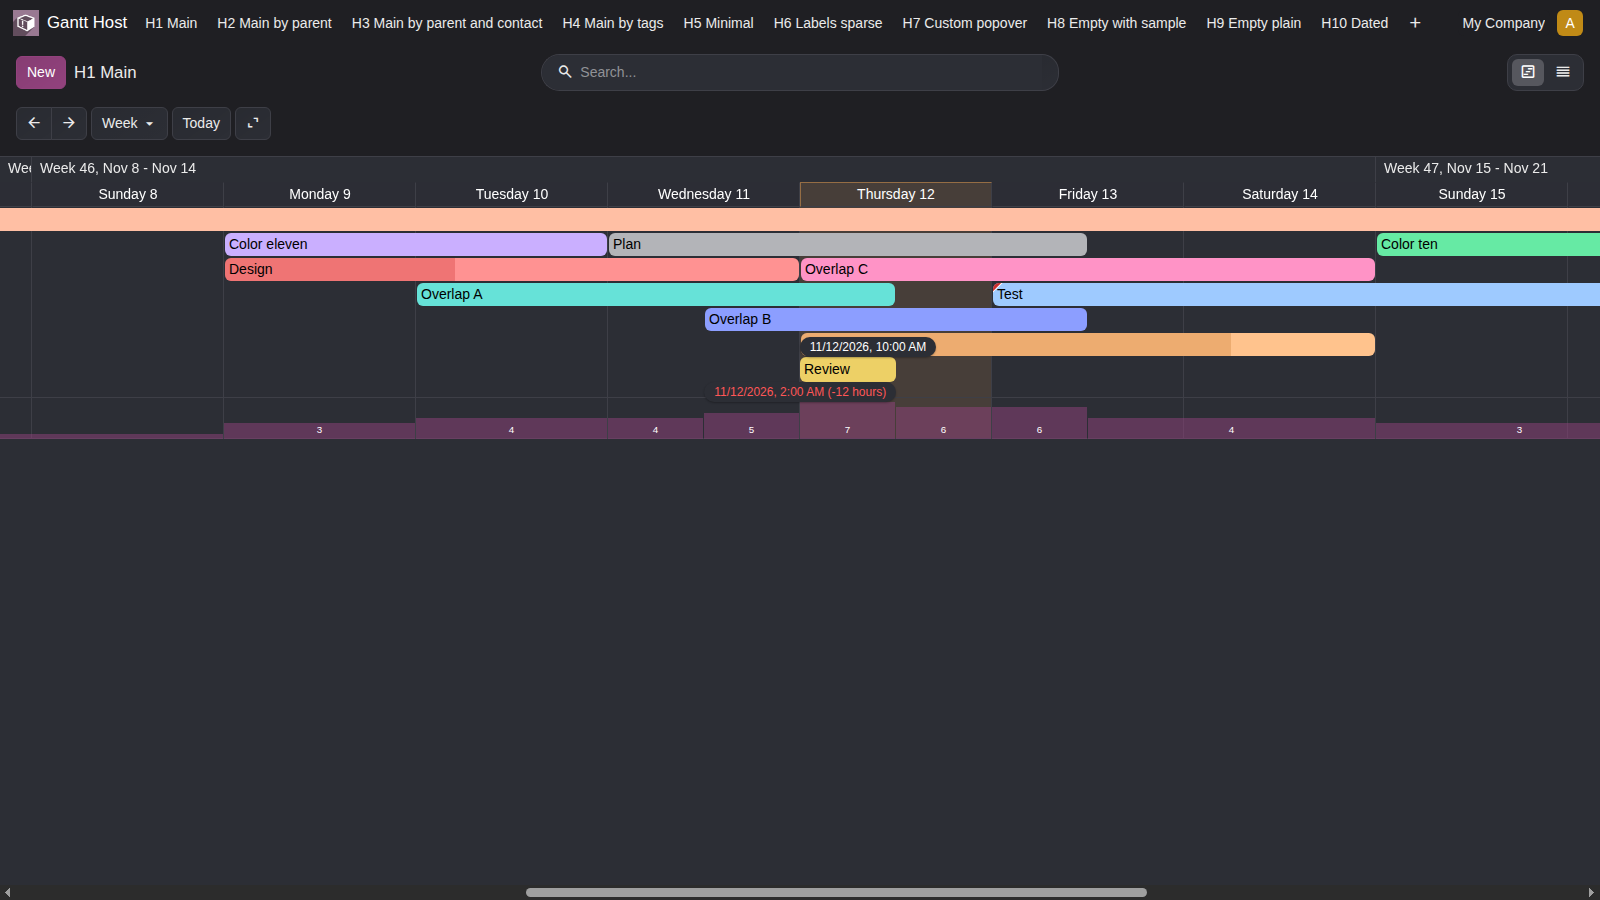 Gantt Host H1 Main H2 Main by parent H3 Main by parent and contact H4 Main by tags H5 Minimal H6 Labels sparse H7 Custom popover H8 Empty with sample H9 Empty plain H10 Dated + My Company A
New H1 Main Search...
Week Today
Week 46, Nov 8 - Nov 14 Week 47, Nov 15 - Nov 21
Sunday 8 Monday 9 Tuesday 10 Wednesday 11 Thursday 12 Friday 13 Saturday 14 Sunday 15
Color eleven Plan Color ten
Design Overlap C
Overlap A Test
Overlap B
11/12/2026, 10:00 AM
Review
11/12/2026, 2:00 AM (-12 hours)
3 4 4 5 7 6 6 4 3